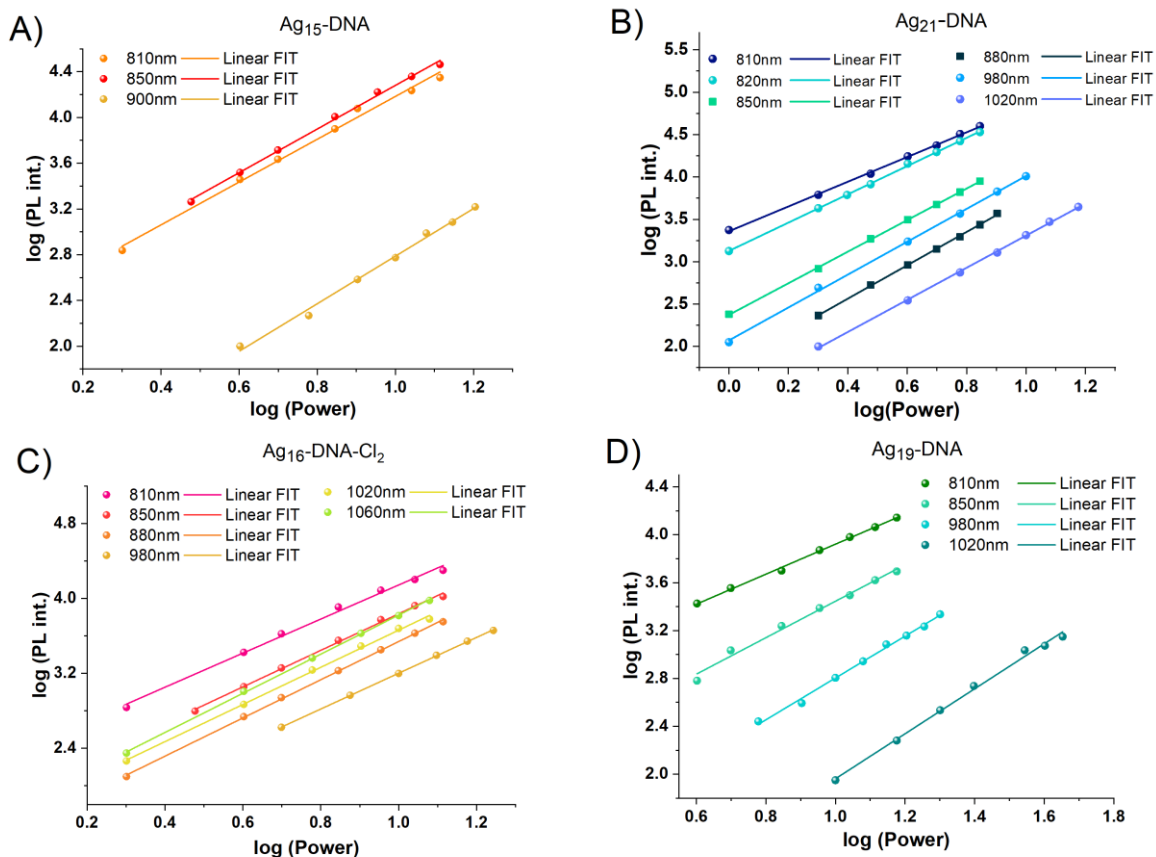 A)
Ag15-DNA
810nm Linear FIT
850nm Linear FIT
900nm Linear FIT
log (PL int.)
4.4
4.0
3.6
3.2
2.8
2.4
2.0
0.2 0.4 0.6 0.8 1.0 1.2
log (Power)
B)
Ag21-DNA
810nm Linear FIT 880nm Linear FIT
820nm Linear FIT 980nm Linear FIT
850nm Linear FIT 1020nm Linear FIT
log (PL int.)
5.5
5.0
4.5
4.0
3.5
3.0
2.5
2.0
0.0 0.2 0.4 0.6 0.8 1.0 1.2
log(Power)
C)
Ag16-DNA-Cl2
810nm Linear FIT 1020nm Linear FIT
850nm Linear FIT 1060nm Linear FIT
880nm Linear FIT
980nm Linear FIT
log (PL int.)
4.8
4.0
3.2
2.4
0.2 0.4 0.6 0.8 1.0 1.2
log (Power)
D)
Ag19-DNA
810nm Linear FIT
850nm Linear FIT
980nm Linear FIT
1020nm Linear FIT
log (PL int.)
4.4
4.0
3.6
3.2
2.8
2.4
2.0
0.6 0.8 1.0 1.2 1.4 1.6 1.8
log (Power)